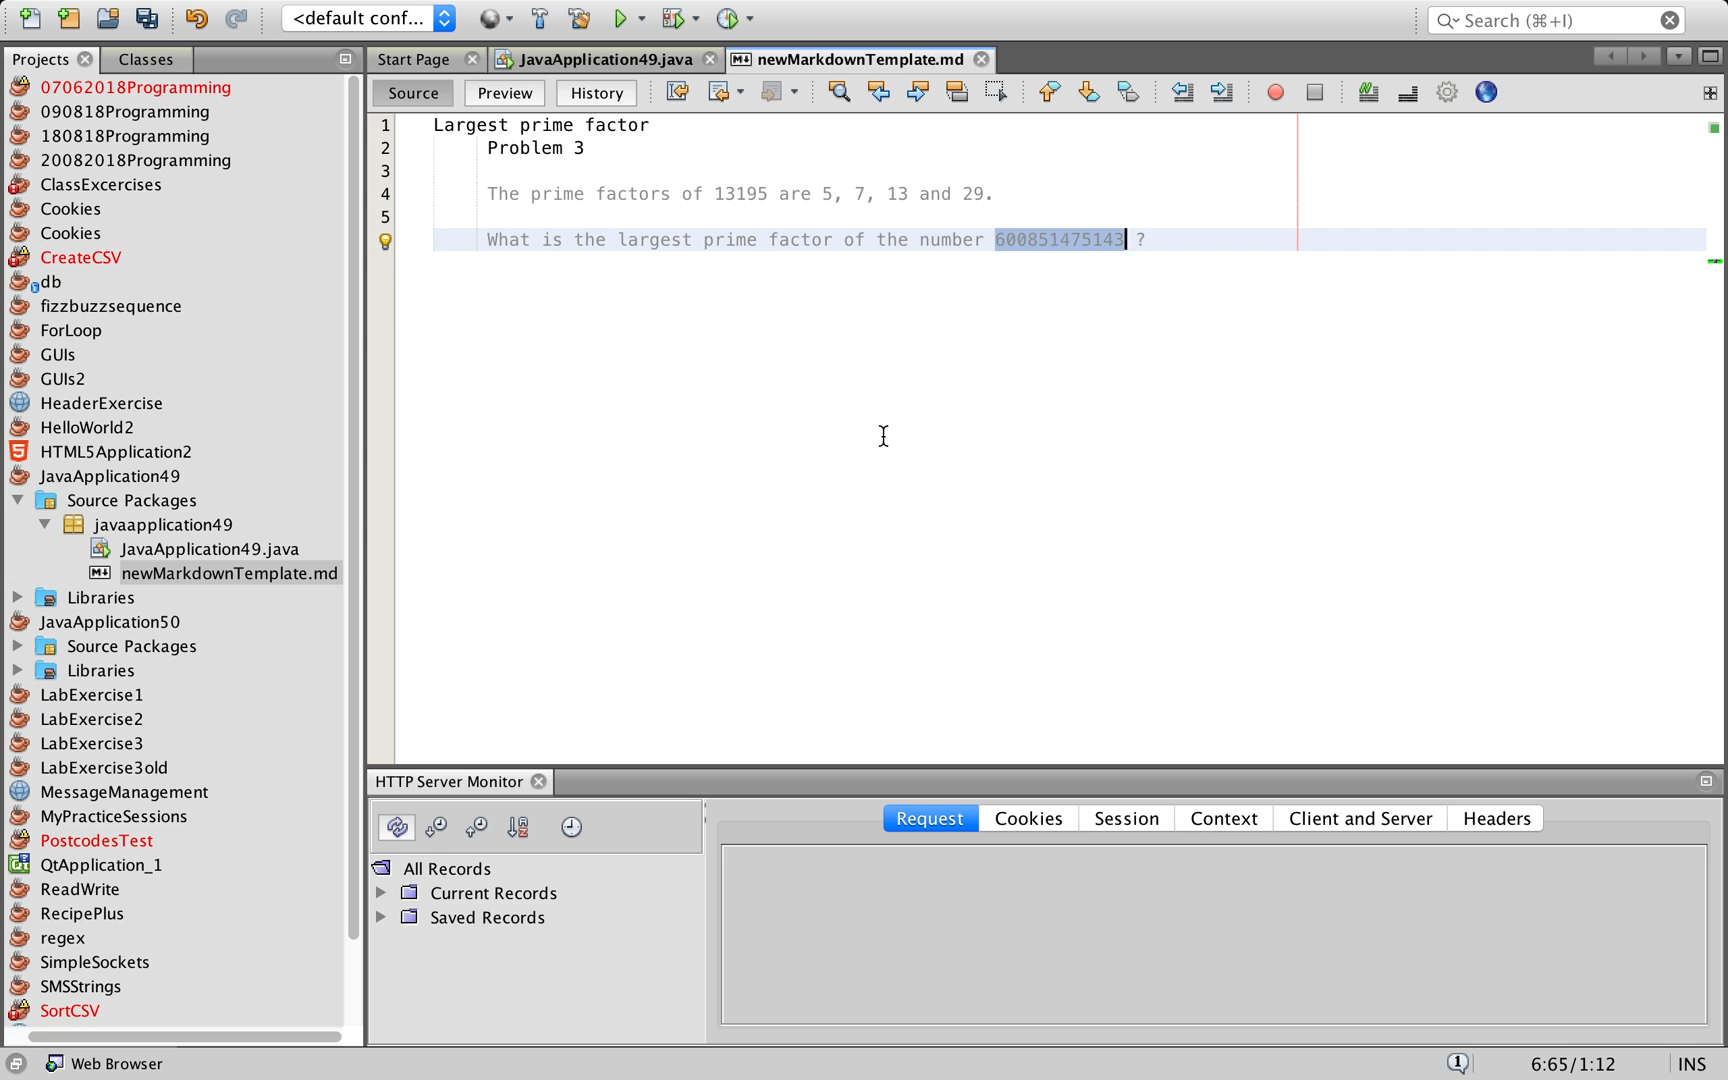 <default conf...
Search (⌘+I)
Projects
Classes
Start Page
JavaApplication49.java
newMarkdownTemplate.md
Source
Preview
History
07062018Programming
090818Programming
180818Programming
20082018Programming
ClassExcercises
Cookies
Cookies
CreateCSV
db
fizzbuzzsequence
ForLoop
GUIs
GUIs2
HeaderExercise
HelloWorld2
HTML5Application2
JavaApplication49
Source Packages
javaapplication49
JavaApplication49.java
newMarkdownTemplate.md
Libraries
JavaApplication50
Source Packages
Libraries
LabExercise1
LabExercise2
LabExercise3
LabExercise3old
MessageManagement
MyPracticeSessions
PostcodesTest
QtApplication_1
ReadWrite
RecipePlus
regex
SimpleSockets
SMSStrings
SortCSV
1 Largest prime factor
2 Problem 3
3
4 The prime factors of 13195 are 5, 7, 13 and 29.
5
What is the largest prime factor of the number 600851475143 ?
HTTP Server Monitor
All Records
Current Records
Saved Records
Request
Cookies
Session
Context
Client and Server
Headers
Web Browser
1
6:65/1:12
INS